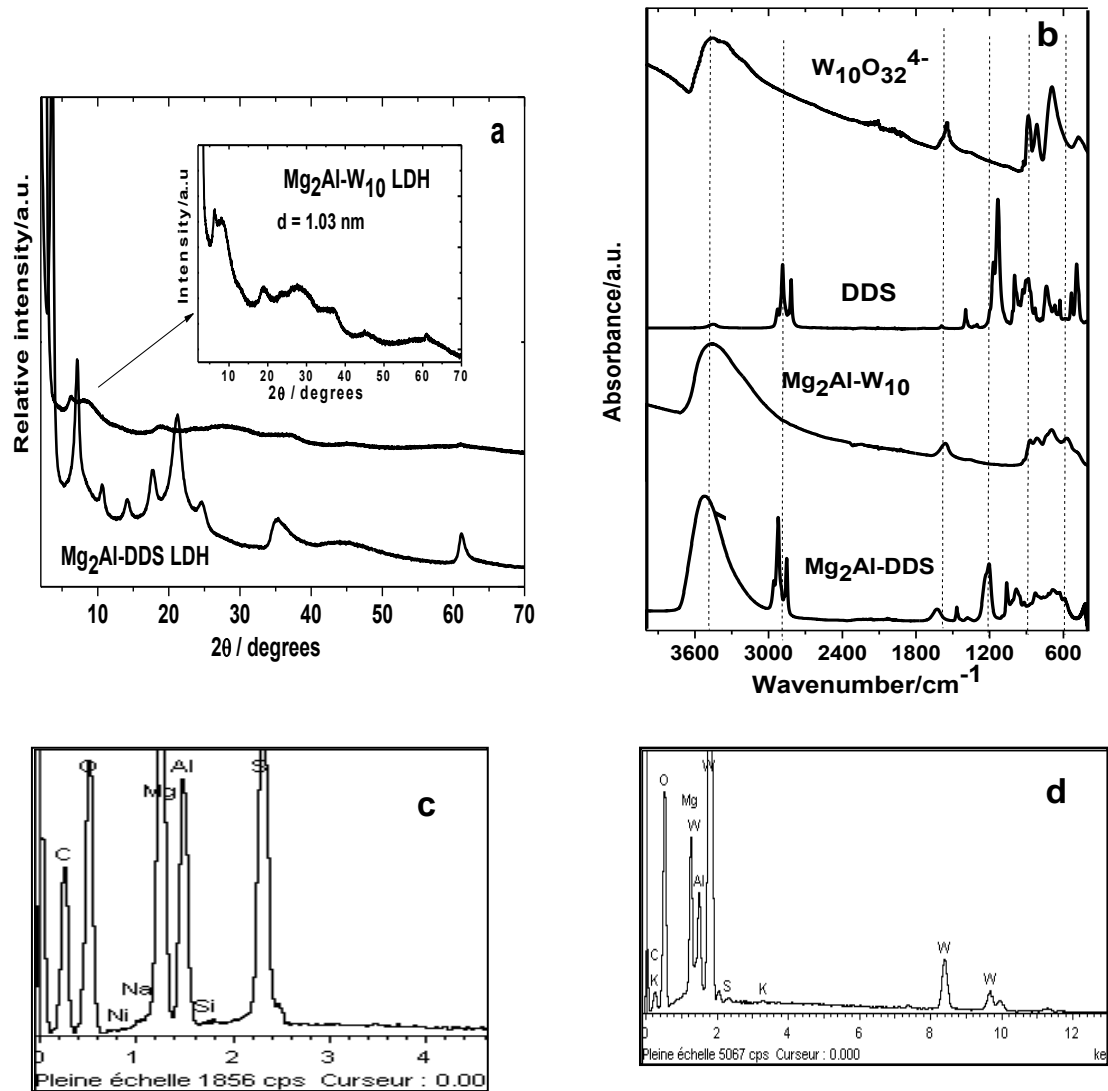 a
Relative intensity/a.u.
Intensity/a.u
Mg2Al-W10 LDH
d = 1.03 nm
10 20 30 40 50 60 70
2θ / degrees
Mg2Al-DDS LDH
10 20 30 40 50 60 70
2θ / degrees
b
W10O32 4-
DDS
Mg2Al-W10
Mg2Al-DDS
Absorbance/a.u.
3600 3000 2400 1800 1200 600
Wavenumber/cm-1
c
C O Mg Al S
Ni Na Si
0 1 2 3 4
Pleine échelle 1856 cps Curseur : 0.00
d
O Mg W Al W
C K S K W W
0 2 4 6 8 10 12
Pleine échelle 5067 cps Curseur : 0.000 ke